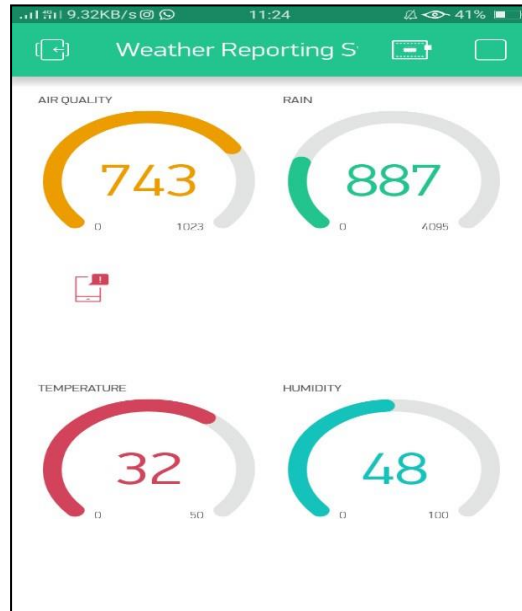 9.32KB/s 11:24 41%
Weather Reporting S
AIR QUALITY RAIN
743 887
0 1023 0 4095
TEMPERATURE HUMIDITY
32 48
0 50 0 100